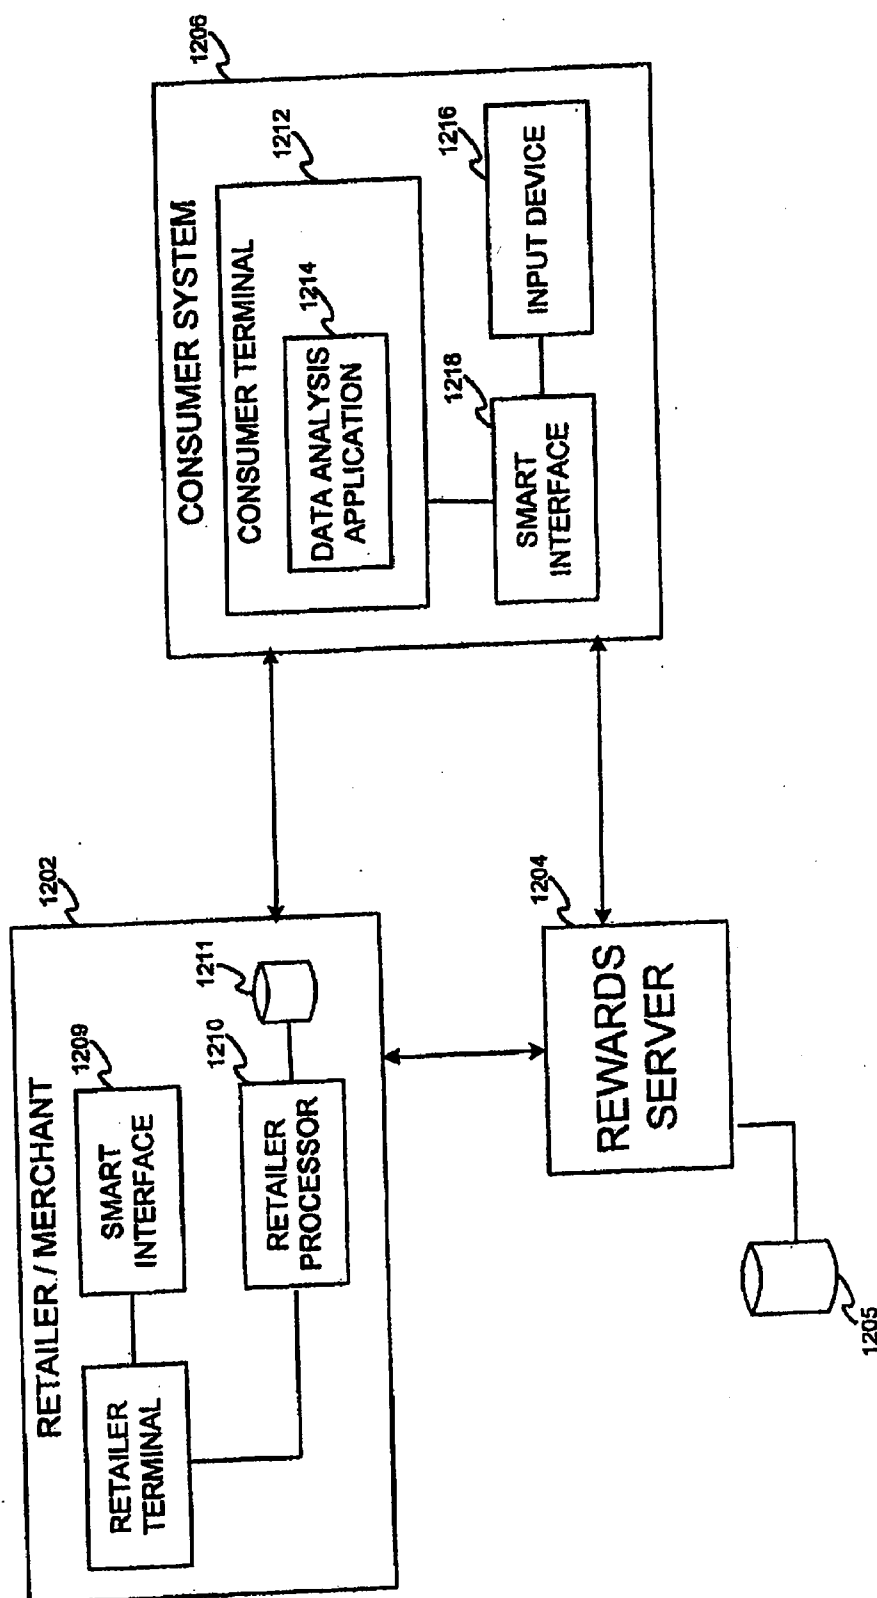 1202
RETAILER / MERCHANT
RETAILER
TERMINAL
SMART
INTERFACE
1209
RETAILER
PROCESSOR
1210
1211
1206
CONSUMER SYSTEM
CONSUMER TERMINAL
1212
DATA ANALYSIS
APPLICATION
1214
SMART
INTERFACE
1218
INPUT DEVICE
1216
REWARDS
SERVER
1204
1205